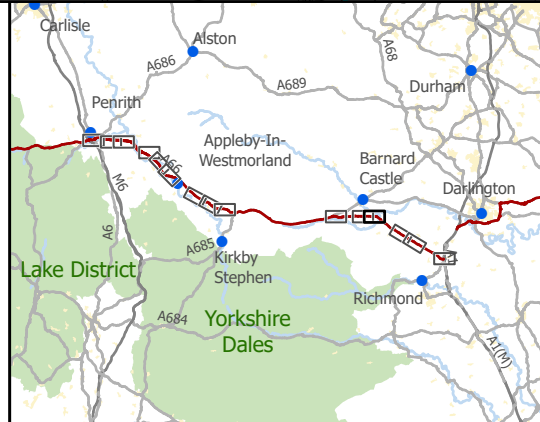 Carlisle
Alston
A686
A68
A689
Durham
Penrith
Appleby-In-
Westmorland
A66
Barnard
Castle
Darlington
M6
A6
A685
Kirkby
Stephen
Lake District
Richmond
A684
Yorkshire
Dales
A1(M)